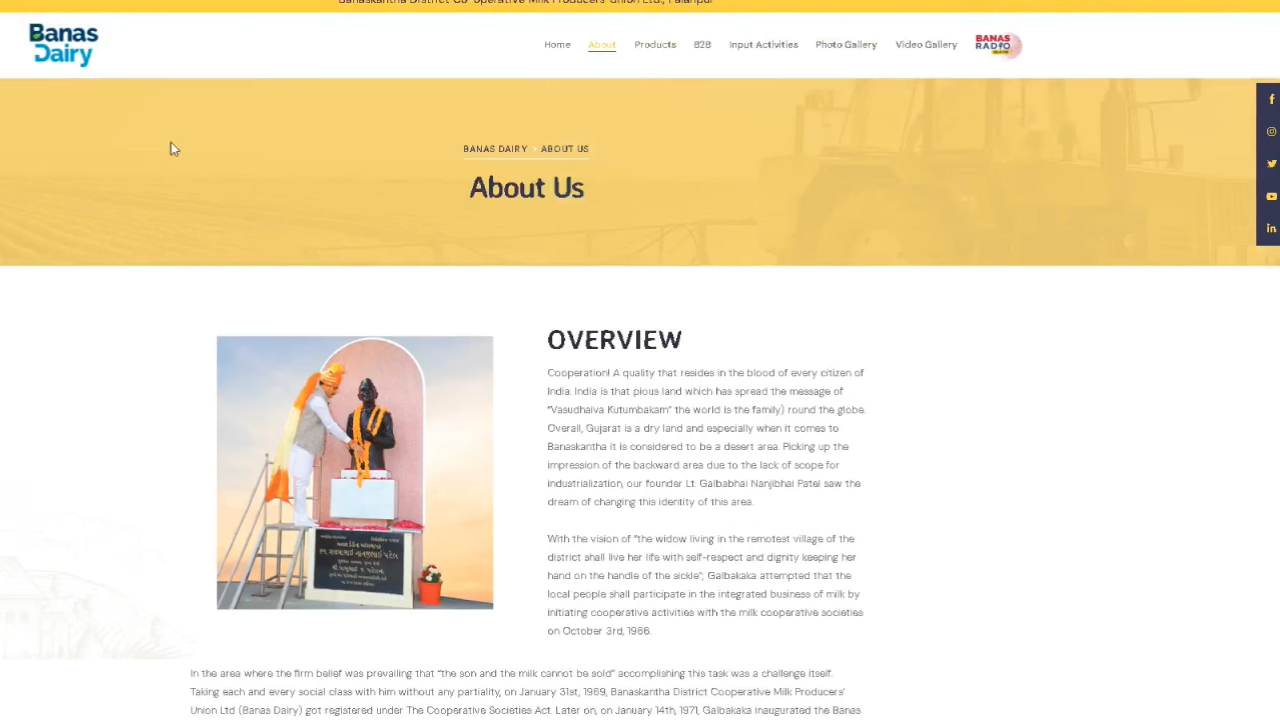 Banaskantha District Co-operative Milk Producers' Union Ltd., Palanpur
Banas
Dairy
Home About Products B2B Input Activities Photo Gallery Video Gallery
BANAS
RADIO
BANAS DAIRY ABOUT US
About Us
OVERVIEW
Cooperation! A quality that resides in the blood of every citizen of
India. India is that pious land which has spread the message of
"Vasudhaiva Kutumbakam" the world is the family) round the globe.
Overall, Gujarat is a dry land and especially when it comes to
Banaskantha it is considered to be a desert area. Picking up the
impression of the backward area due to the lack of scope for
industrialization, our founder Lt. Galbabhai Nanjibhai Patel saw the
dream of changing this identity of this area.
With the vision of "the widow living in the remotest village of the
district shall live her life with self-respect and dignity keeping her
hand on the handle of the sickle", Galbakaka attempted that the
local people shall participate in the integrated business of milk by
initiating cooperative activities with the milk cooperative societies
on October 3rd, 1966.
In the area where the firm belief was prevailing that "the son and the milk cannot be sold" accomplishing this task was a challenge itself.
Taking each and every social class with him without any partiality, on January 31st, 1969, Banaskantha District Cooperative Milk Producers'
Union Ltd (Banas Dairy) got registered under The Cooperative Societies Act. Later on, on January 14th, 1971, Galbakaka inaugurated the Banas